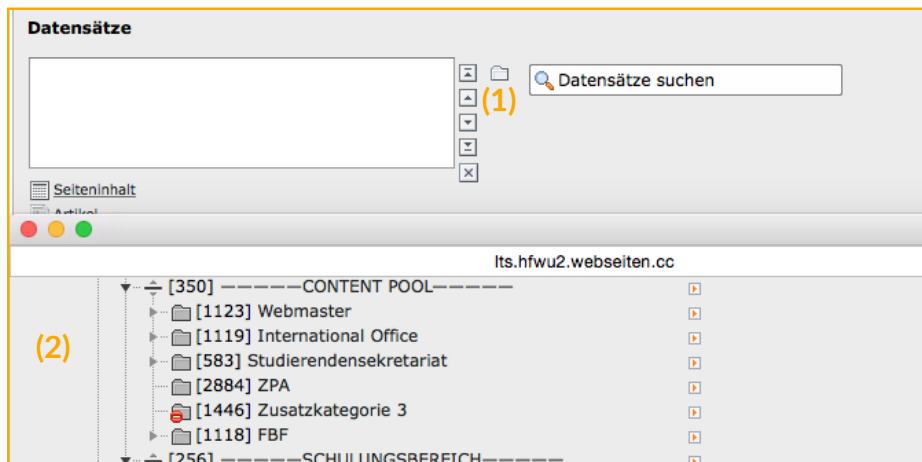 Datensätze
Datensätze suchen
(1)
Seiteninhalt
Artikel
lts.hfwu2.webseiten.cc
[350] —————CONTENT POOL—————
[1123] Webmaster
[1119] International Office
(2)
[583] Studierendensekretariat
[2884] ZPA
[1446] Zusatzkategorie 3
[1118] FBF
[256] —————SCHULUNGSBEREICH—————